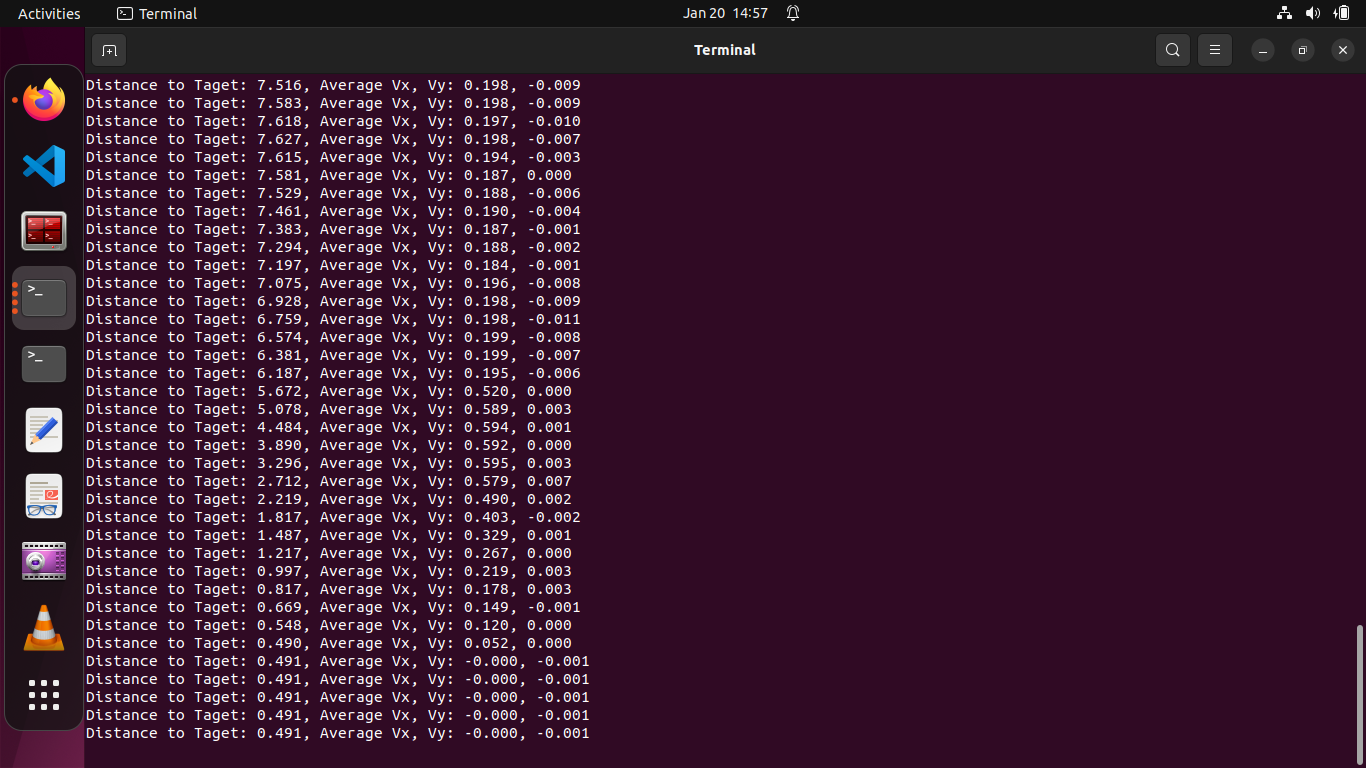 Activities Terminal Jan 20 14:57
Terminal
Distance to Taget: 7.516, Average Vx, Vy: 0.198, -0.009
Distance to Taget: 7.583, Average Vx, Vy: 0.198, -0.009
Distance to Taget: 7.618, Average Vx, Vy: 0.197, -0.010
Distance to Taget: 7.627, Average Vx, Vy: 0.198, -0.007
Distance to Taget: 7.615, Average Vx, Vy: 0.194, -0.003
Distance to Taget: 7.581, Average Vx, Vy: 0.187, 0.000
Distance to Taget: 7.529, Average Vx, Vy: 0.188, -0.006
Distance to Taget: 7.461, Average Vx, Vy: 0.190, -0.004
Distance to Taget: 7.383, Average Vx, Vy: 0.187, -0.001
Distance to Taget: 7.294, Average Vx, Vy: 0.188, -0.002
Distance to Taget: 7.197, Average Vx, Vy: 0.184, -0.001
Distance to Taget: 7.075, Average Vx, Vy: 0.196, -0.008
Distance to Taget: 6.928, Average Vx, Vy: 0.198, -0.009
Distance to Taget: 6.759, Average Vx, Vy: 0.198, -0.011
Distance to Taget: 6.574, Average Vx, Vy: 0.199, -0.008
Distance to Taget: 6.381, Average Vx, Vy: 0.199, -0.007
Distance to Taget: 6.187, Average Vx, Vy: 0.195, -0.006
Distance to Taget: 5.672, Average Vx, Vy: 0.520, 0.000
Distance to Taget: 5.078, Average Vx, Vy: 0.589, 0.003
Distance to Taget: 4.484, Average Vx, Vy: 0.594, 0.001
Distance to Taget: 3.890, Average Vx, Vy: 0.592, 0.000
Distance to Taget: 3.296, Average Vx, Vy: 0.595, 0.003
Distance to Taget: 2.712, Average Vx, Vy: 0.579, 0.007
Distance to Taget: 2.219, Average Vx, Vy: 0.490, 0.002
Distance to Taget: 1.817, Average Vx, Vy: 0.403, -0.002
Distance to Taget: 1.487, Average Vx, Vy: 0.329, 0.001
Distance to Taget: 1.217, Average Vx, Vy: 0.267, 0.000
Distance to Taget: 0.997, Average Vx, Vy: 0.219, 0.003
Distance to Taget: 0.817, Average Vx, Vy: 0.178, 0.003
Distance to Taget: 0.669, Average Vx, Vy: 0.149, -0.001
Distance to Taget: 0.548, Average Vx, Vy: 0.120, 0.000
Distance to Taget: 0.490, Average Vx, Vy: 0.052, 0.000
Distance to Taget: 0.491, Average Vx, Vy: -0.000, -0.001
Distance to Taget: 0.491, Average Vx, Vy: -0.000, -0.001
Distance to Taget: 0.491, Average Vx, Vy: -0.000, -0.001
Distance to Taget: 0.491, Average Vx, Vy: -0.000, -0.001
Distance to Taget: 0.491, Average Vx, Vy: -0.000, -0.001